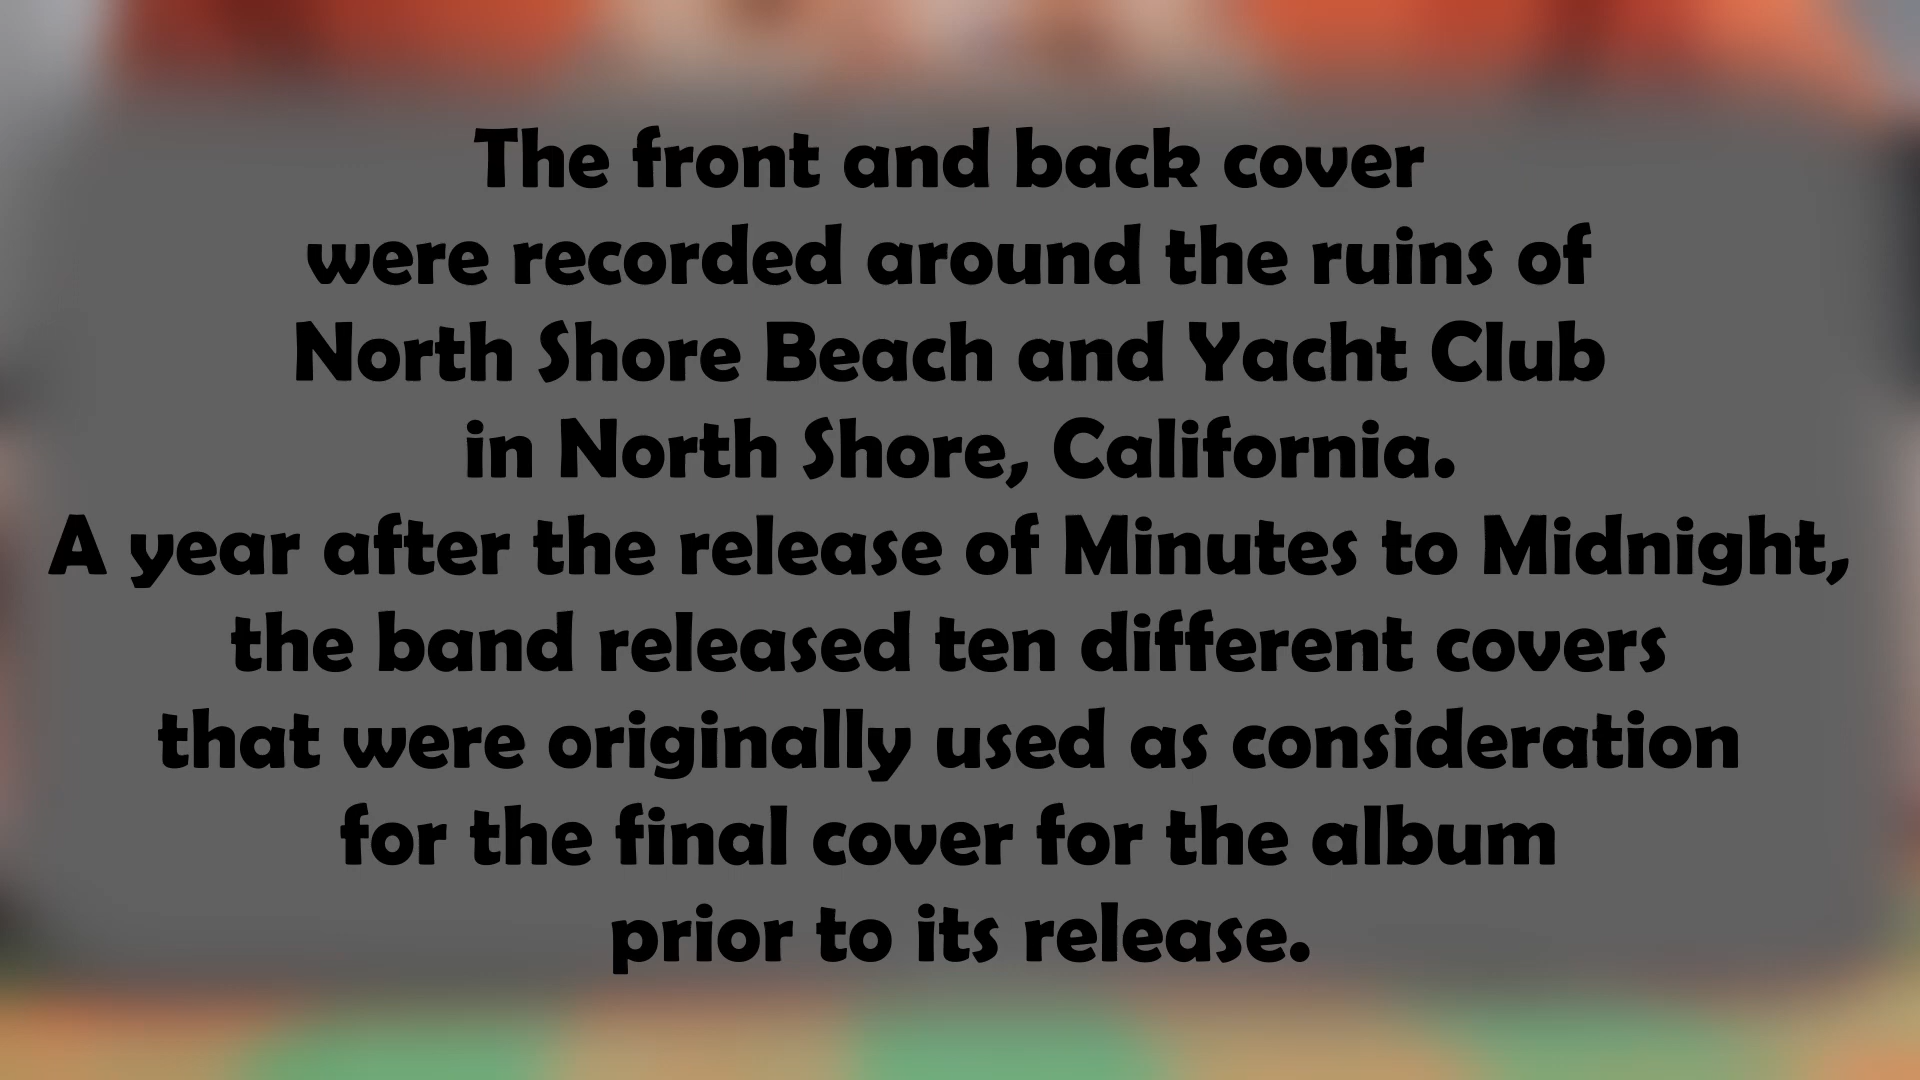 The front and back cover
were recorded around the ruins of
North Shore Beach and Yacht Club
in North Shore, California.
A year after the release of Minutes to Midnight,
the band released ten different covers
that were originally used as consideration
for the final cover for the album
prior to its release.